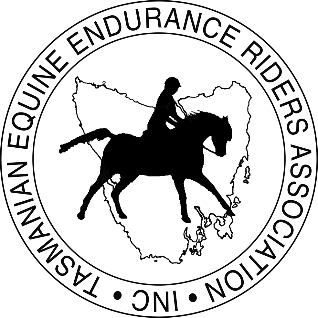 TASMANIAN EQUINE ENDURANCE RIDERS ASSOCIATION • INC •